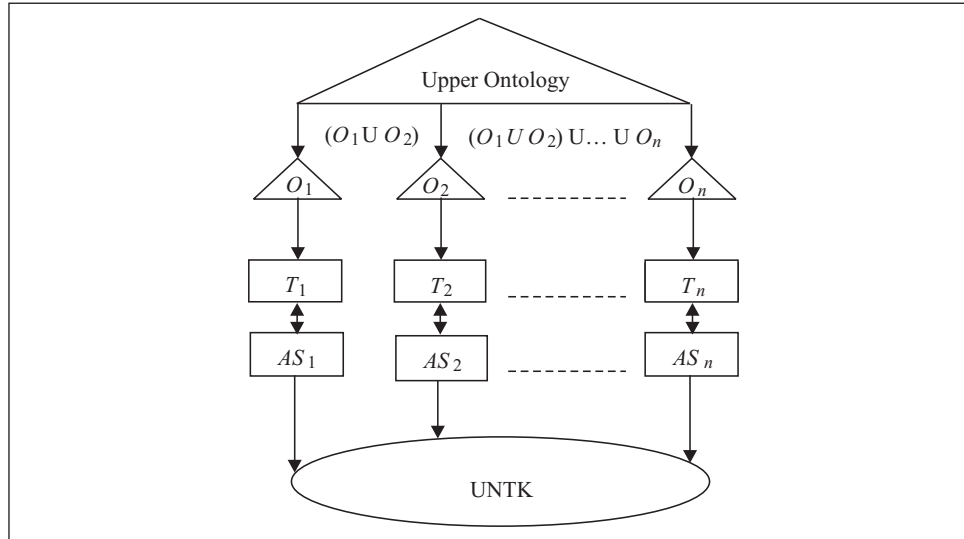 Upper Ontology
(O₁ U O₂) (O₁ U O₂) U... U Oₙ
O₁ O₂ Oₙ
T₁ T₂ Tₙ
AS₁ AS₂ ASₙ
UNTK